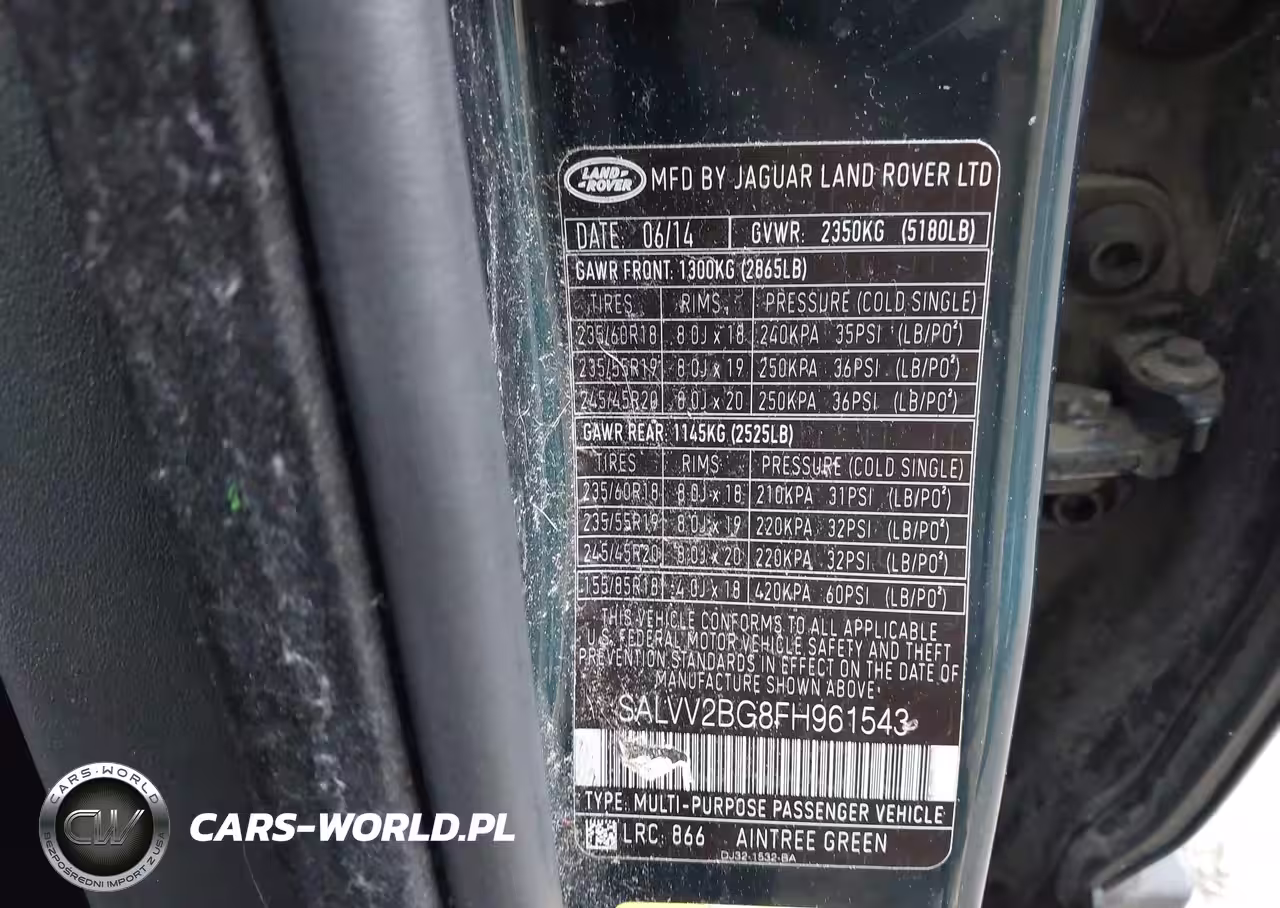 LAND-
-ROVER
MFD BY JAGUAR LAND ROVER LTD
DATE: 06/14 GVWR: 2350KG (5180LB)
GAWR FRONT: 1300KG (2865LB)
TIRES RIMS PRESSURE (COLD SINGLE)
235/60R18 8.0J x 18 240KPA 35PSI (LB/PO²)
235/55R19 8.0J x 19 250KPA 36PSI (LB/PO²)
245/45R20 8.0J x 20 250KPA 36PSI (LB/PO²)
GAWR REAR: 1145KG (2525LB)
TIRES RIMS PRESSURE (COLD SINGLE)
235/60R18 8.0J x 18 210KPA 31PSI (LB/PO²)
235/55R19 8.0J x 19 220KPA 32PSI (LB/PO²)
245/45R20 8.0J x 20 220KPA 32PSI (LB/PO²)
155/85R18 4.0J x 18 420KPA 60PSI (LB/PO²)
THIS VEHICLE CONFORMS TO ALL APPLICABLE
U.S. FEDERAL MOTOR VEHICLE SAFETY AND THEFT
PREVENTION STANDARDS IN EFFECT ON THE DATE OF
MANUFACTURE SHOWN ABOVE.
SALVV2BG8FH961543
TYPE: MULTI-PURPOSE PASSENGER VEHICLE
LRC: 866 AINTREE GREEN
DJ32-1532-BA
CARS-WORLD
CW
BEZPOŚREDNI IMPORT Z USA
CARS-WORLD.PL